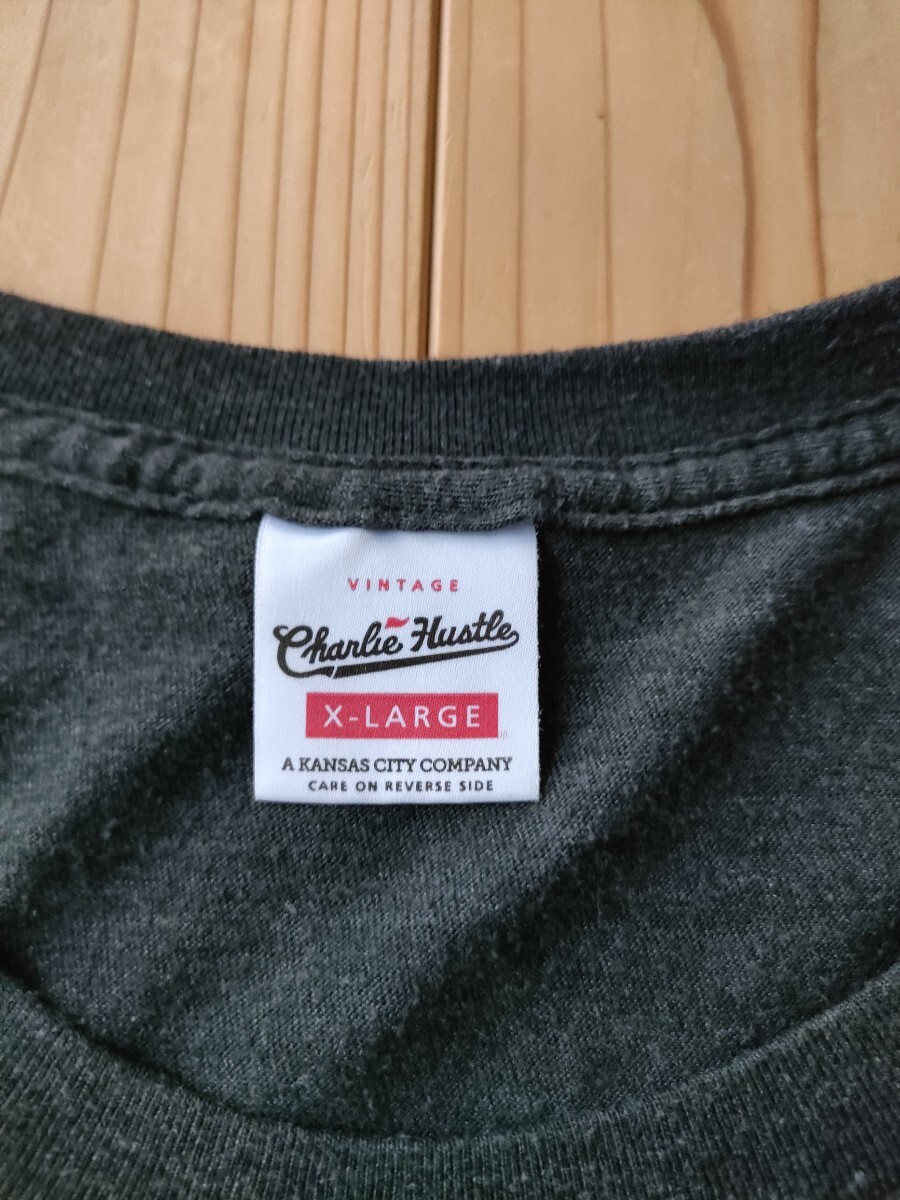 VINTAGE
Charlie Hustle
X-LARGE
A KANSAS CITY COMPANY
CARE ON REVERSE SIDE